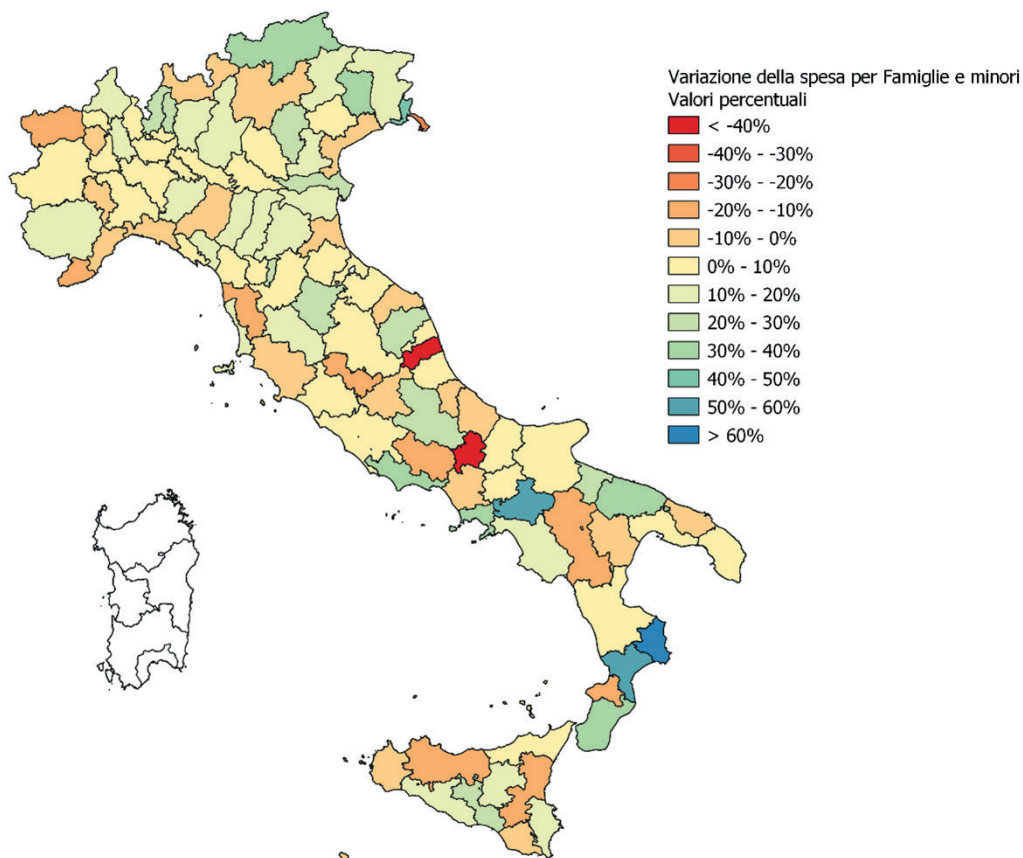 Variazione della spesa per Famiglie e minori
Valori percentuali
< -40%
-40% - -30%
-30% - -20%
-20% - -10%
-10% - 0%
0% - 10%
10% - 20%
20% - 30%
30% - 40%
40% - 50%
50% - 60%
> 60%